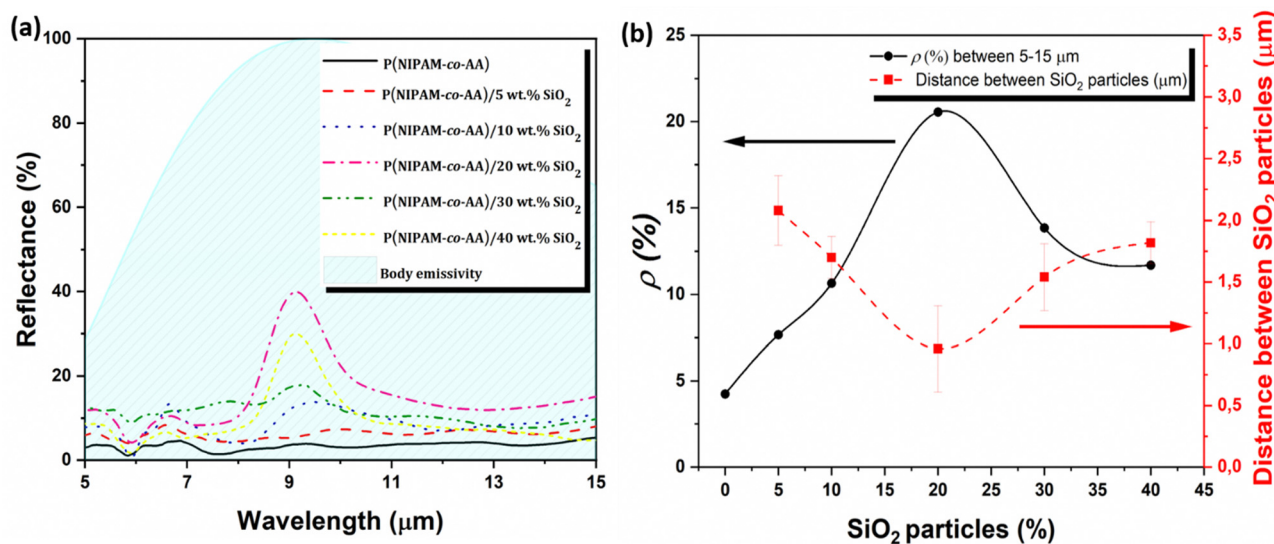 (a)
100
80
60
40
20
0
Reflectance (%)
P(NIPAM-co-AA)
P(NIPAM-co-AA)/5 wt.% SiO₂
P(NIPAM-co-AA)/10 wt.% SiO₂
P(NIPAM-co-AA)/20 wt.% SiO₂
P(NIPAM-co-AA)/30 wt.% SiO₂
P(NIPAM-co-AA)/40 wt.% SiO₂
Body emissivity
5 7 9 11 13 15
Wavelength (μm)
(b)
25
20
15
10
5
0
ρ (%)
ρ (%) between 5-15 μm
Distance between SiO₂ particles (μm)
3,5
3,0
2,5
2,0
1,5
1,0
0,5
0,0
Distance between SiO₂ particles (μm)
0 5 10 15 20 25 30 35 40 45
SiO₂ particles (%)